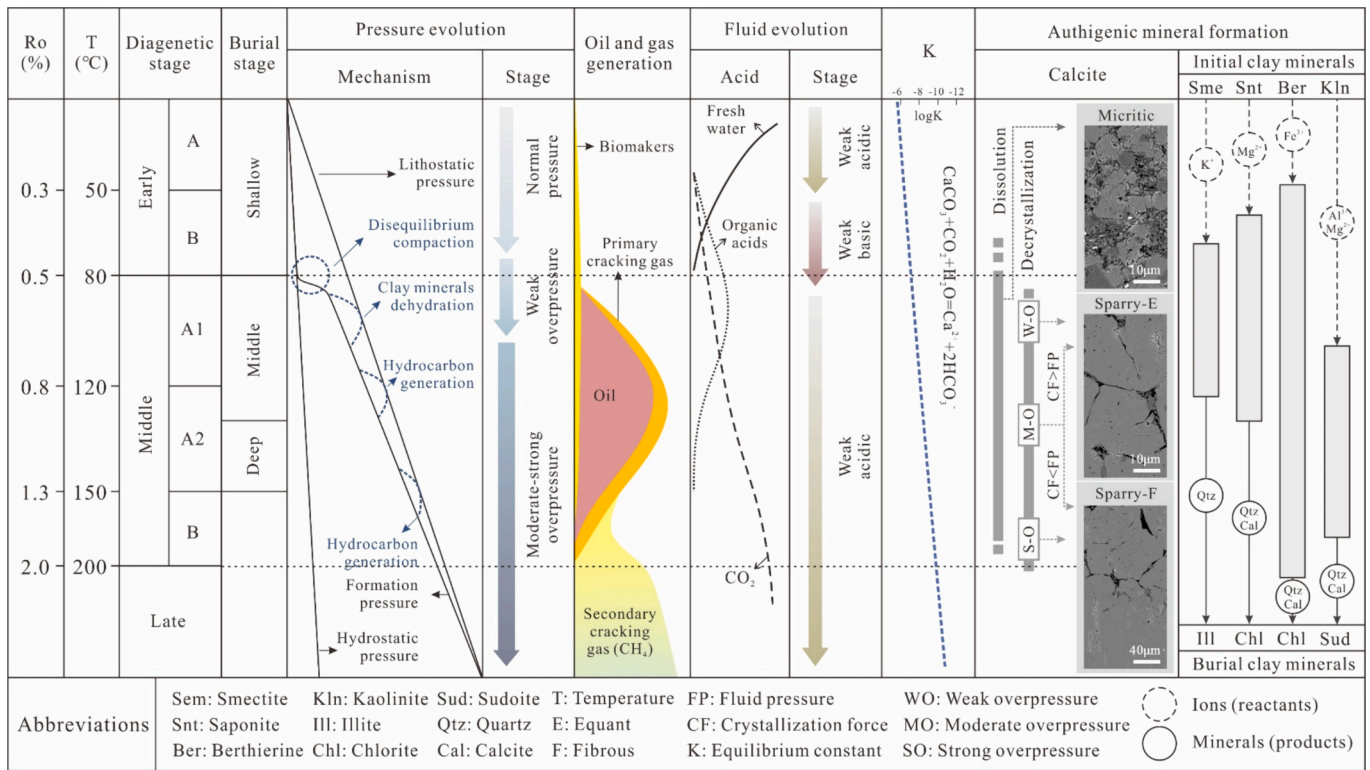 Ro
(%)
T
(℃)
Diagenetic
stage
Burial
stage
Pressure evolution
Mechanism
Stage
Oil and gas
generation
Fluid evolution
Acid
Stage
K
Authigenic mineral formation
Calcite
Initial clay minerals
Sme Snt Ber Kln
-6 -8 -10 -12
logK
0.3
0.5
0.8
1.3
2.0
50
80
120
150
200
Early
Middle
Late
A
B
A1
A2
B
Shallow
Middle
Deep
Lithostatic
pressure
Disequilibrium
compaction
Clay minerals
dehydration
Hydrocarbon
generation
Hydrocarbon
generation
Formation
pressure
Hydrostatic
pressure
Normal
pressure
Weak
overpressure
Moderate-strong
overpressure
Biomakers
Primary
cracking gas
Oil
Secondary
cracking
gas (CH₄)
Fresh
water
Organic
acids
CO₂
Weak
acidic
Weak
basic
Weak
acidic
CaCO₃+CO₂+H₂O=Ca²⁺+2HCO₃⁻
Dissolution
Decrystallization
W-O
M-O
S-O
CF>FP
CF<FP
Micritic
10μm
Sparry-E
10μm
Sparry-F
40μm
K⁺
Mg²⁺
Al³⁺
Mg²⁺
Qtz
Qtz
Cal
Qtz
Cal
Qtz
Cal
Ill Chl Chl Sud
Burial clay minerals
Abbreviations
Sem: Smectite Kln: Kaolinite Sud: Sudoite T: Temperature FP: Fluid pressure WO: Weak overpressure
Snt: Saponite Ill: Illite Qtz: Quartz E: Equant CF: Crystallization force MO: Moderate overpressure
Ber: Berthierine Chl: Chlorite Cal: Calcite F: Fibrous K: Equilibrium constant SO: Strong overpressure
Ions (reactants)
Minerals (products)